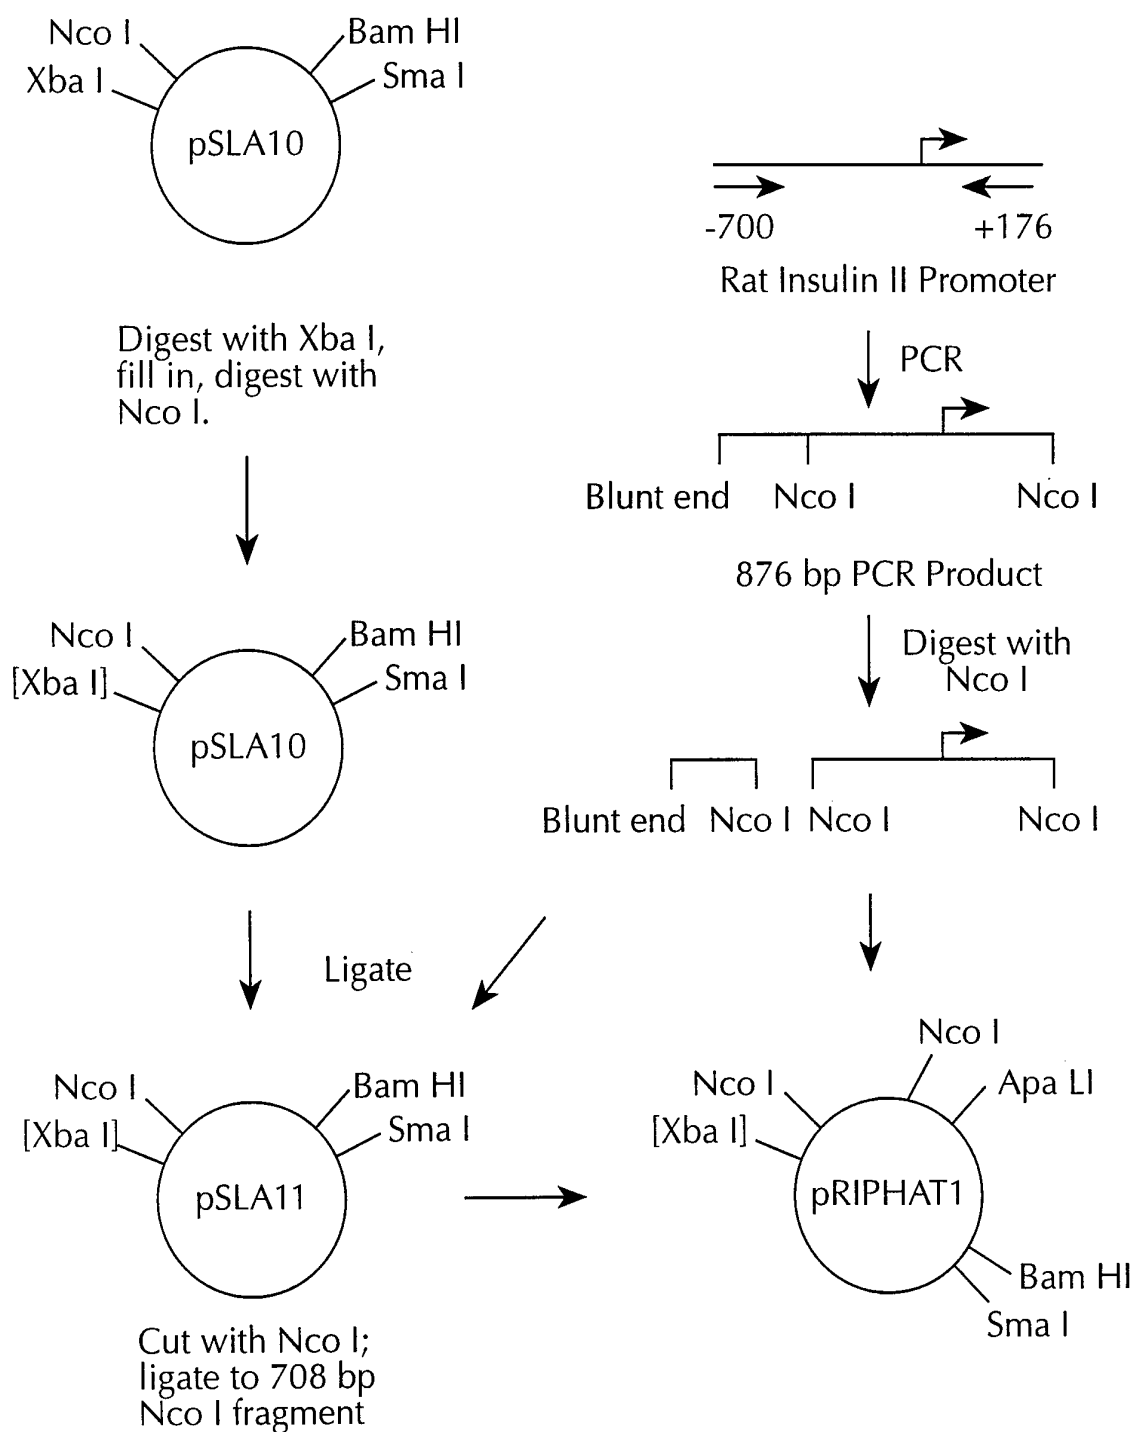 Nco I
Bam HI
Xba I
Sma I
pSLA10
-700
+176
Rat Insulin II Promoter
Digest with Xba I,
fill in, digest with
Nco I.
PCR
Blunt end
Nco I
Nco I
876 bp PCR Product
Digest with
Nco I
Nco I
Bam HI
[Xba I]
Sma I
pSLA10
Blunt end
Nco I
Nco I
Nco I
Ligate
Nco I
Bam HI
[Xba I]
Sma I
pSLA11
Cut with Nco I;
ligate to 708 bp
Nco I fragment
Nco I
Nco I
Apa LI
[Xba I]
pRIPHAT1
Bam HI
Sma I